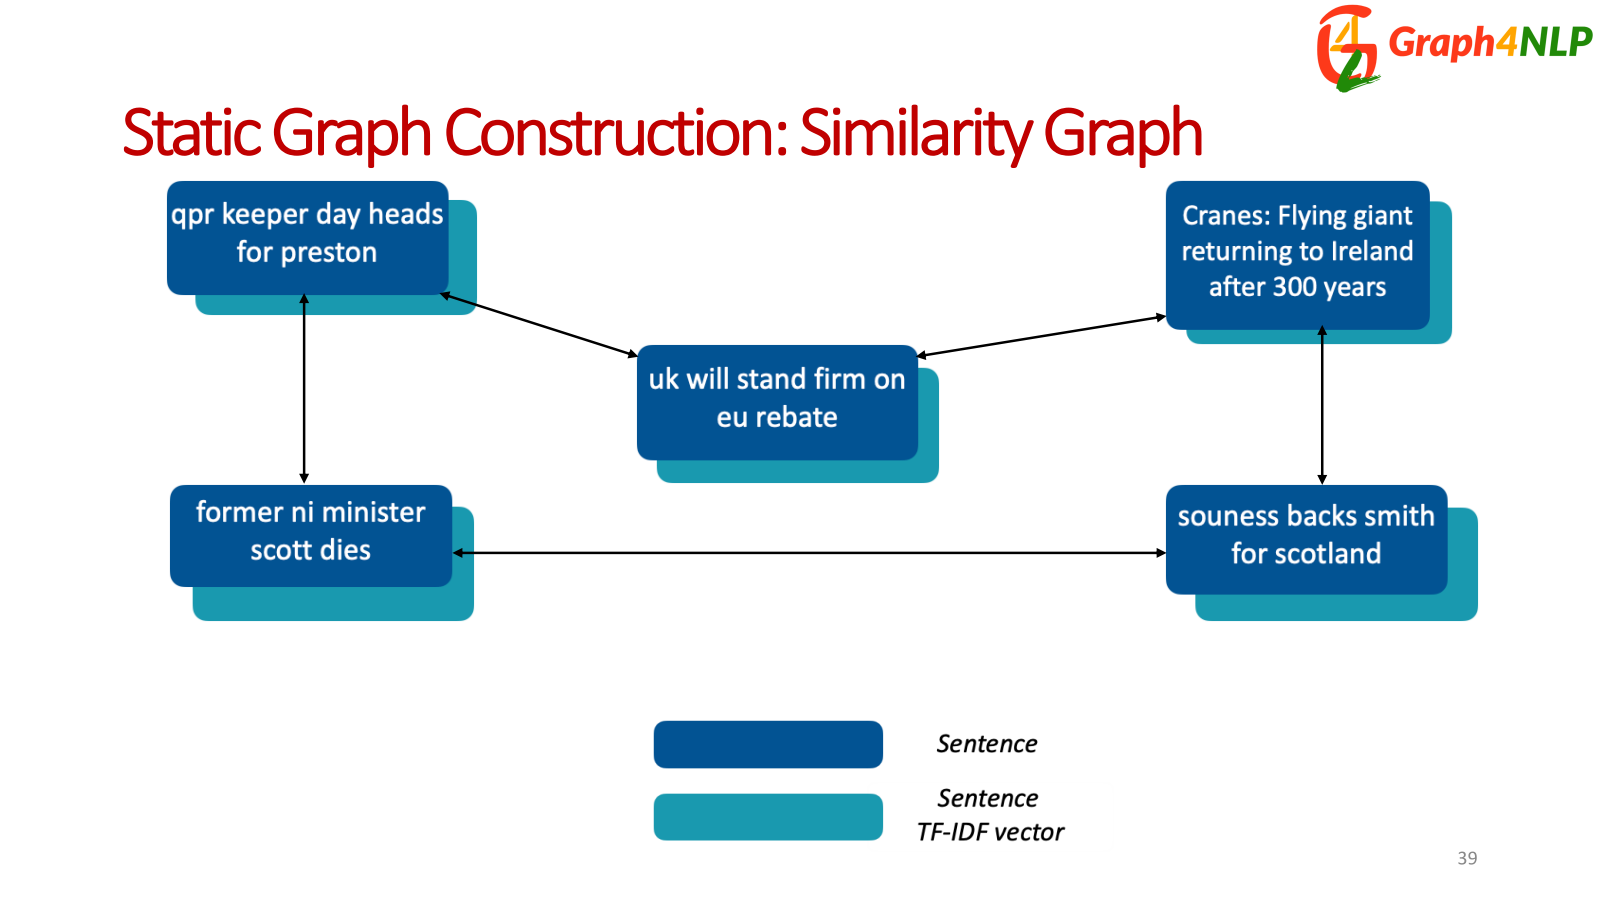 Graph4NLP
Static Graph Construction: Similarity Graph
qpr keeper day heads
for preston
Cranes: Flying giant
returning to Ireland
after 300 years
uk will stand firm on
eu rebate
former ni minister
scott dies
souness backs smith
for scotland
Sentence
Sentence
TF-IDF vector
39